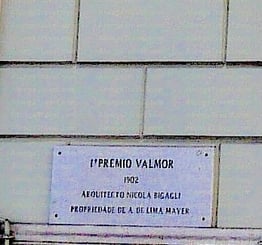 1º PREMIO VALMOR
1902
ARQUITECTO NICOLA BIGAGLI
PROPRIEDADE DE A. DE LIMA MAYER